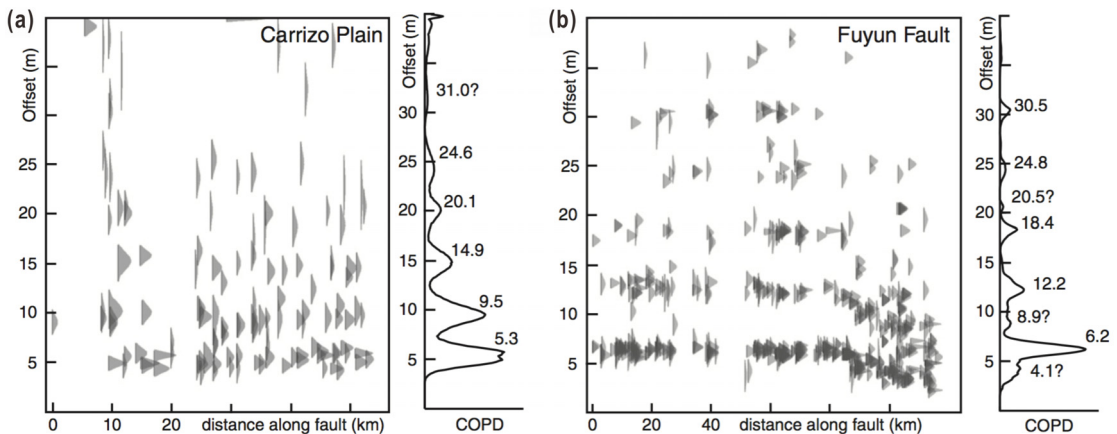 (a)
Carrizo Plain
Offset (m)
25
20
15
10
5
0 10 20 30
distance along fault (km)
Offset (m)
30
25
20
15
10
5
31.0?
24.6
20.1
14.9
9.5
5.3
COPD
(b)
Fuyun Fault
Offset (m)
30
25
20
15
10
5
0 20 40
distance along fault (km)
Offset (m)
30
25
20
15
10
5
30.5
24.8
20.5?
18.4
12.2
8.9?
6.2
4.1?
COPD